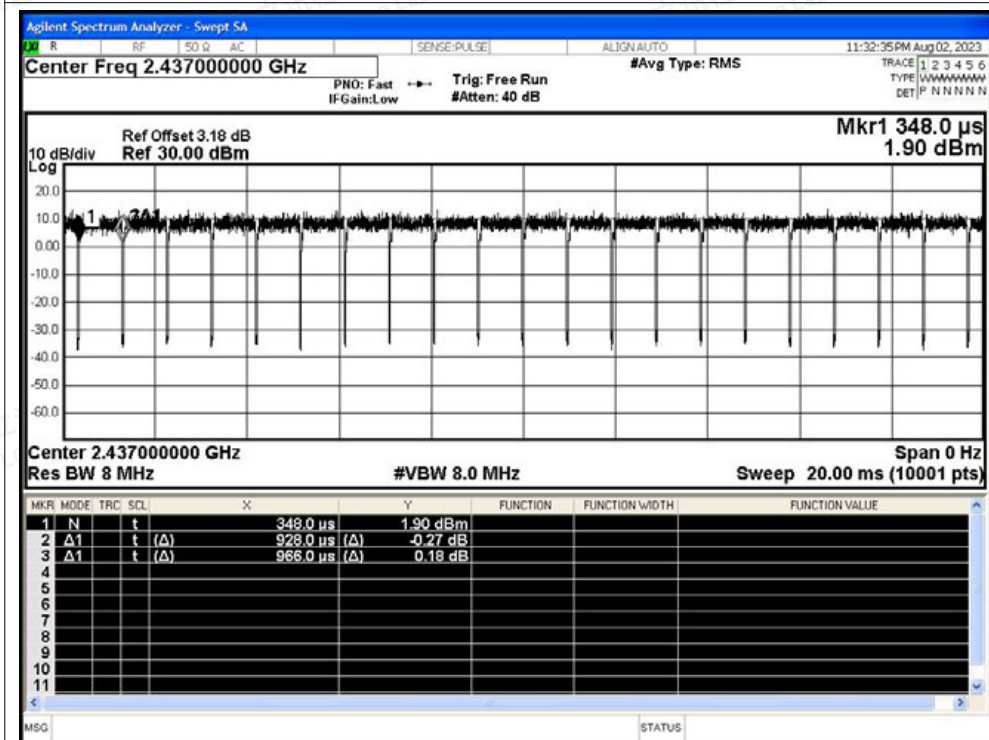 Agilent Spectrum Analyzer - Swept SA
LXI R RF 50 Ω AC SENSE:PULSE ALIGN AUTO 11:32:35 PM Aug 02, 2023
Center Freq 2.437000000 GHz #Avg Type: RMS TRACE 1 2 3 4 5 6
PNO: Fast Trig: Free Run TYPE WWWWWW
IFGain:Low #Atten: 40 dB DET P N N N N N
Mkr1 348.0 µs
Ref Offset 3.18 dB
10 dB/div Ref 30.00 dBm 1.90 dBm
Log
20.0
10.0
1
0.00
-10.0
-20.0
-30.0
-40.0
-50.0
-60.0
Center 2.437000000 GHz Span 0 Hz
Res BW 8 MHz #VBW 8.0 MHz Sweep 20.00 ms (10001 pts)
MKR MODE TRC SCL X Y FUNCTION FUNCTION WIDTH FUNCTION VALUE
1 N t 348.0 µs 1.90 dBm
2 Δ1 t (Δ) 928.0 µs (Δ) -0.27 dB
3 Δ1 t (Δ) 966.0 µs (Δ) 0.18 dB
4
5
6
7
8
9
10
11
MSG STATUS